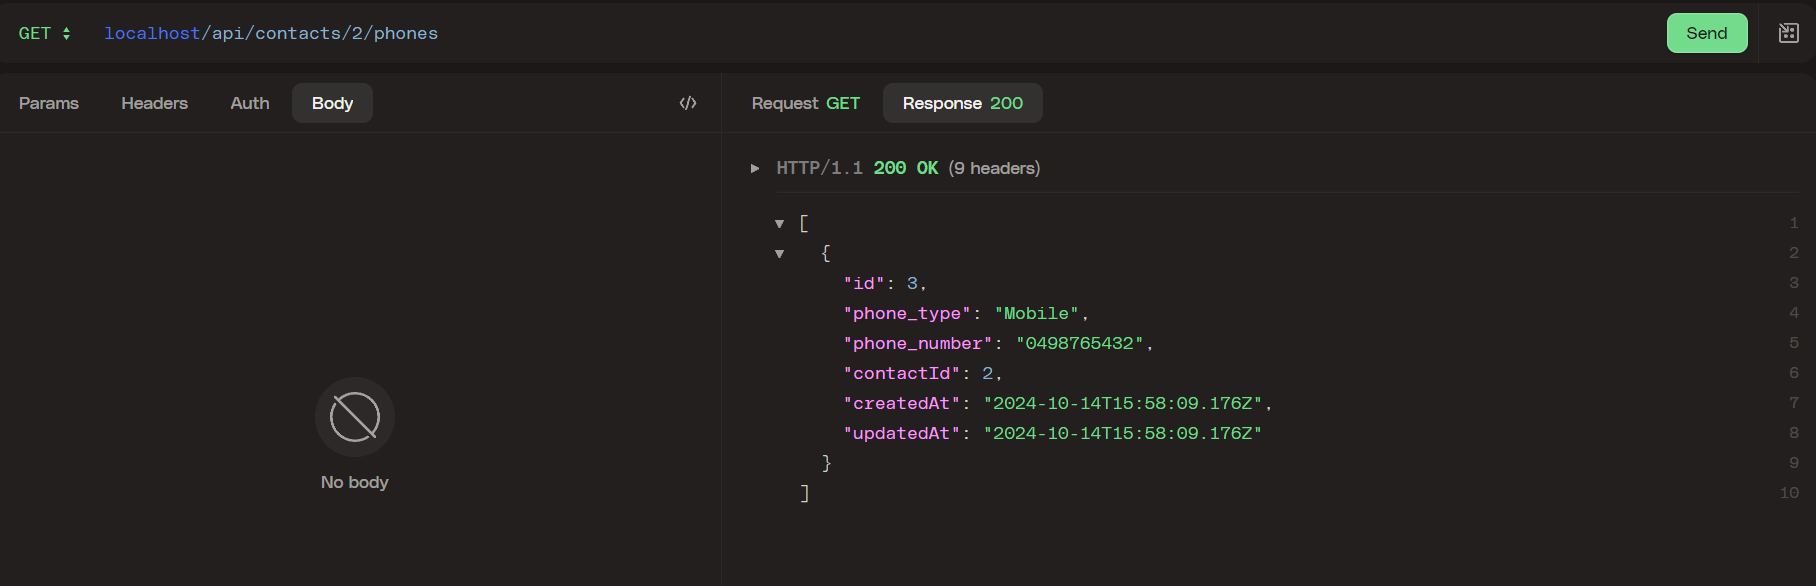 GET localhost/api/contacts/2/phones Send
Params Headers Auth Body </> Request GET Response 200
HTTP/1.1 200 OK (9 headers)
[ 1
{ 2
"id": 3, 3
"phone_type": "Mobile", 4
"phone_number": "0498765432", 5
"contactId": 2, 6
"createdAt": "2024-10-14T15:58:09.176Z", 7
"updatedAt": "2024-10-14T15:58:09.176Z" 8
} 9
] 10
No body